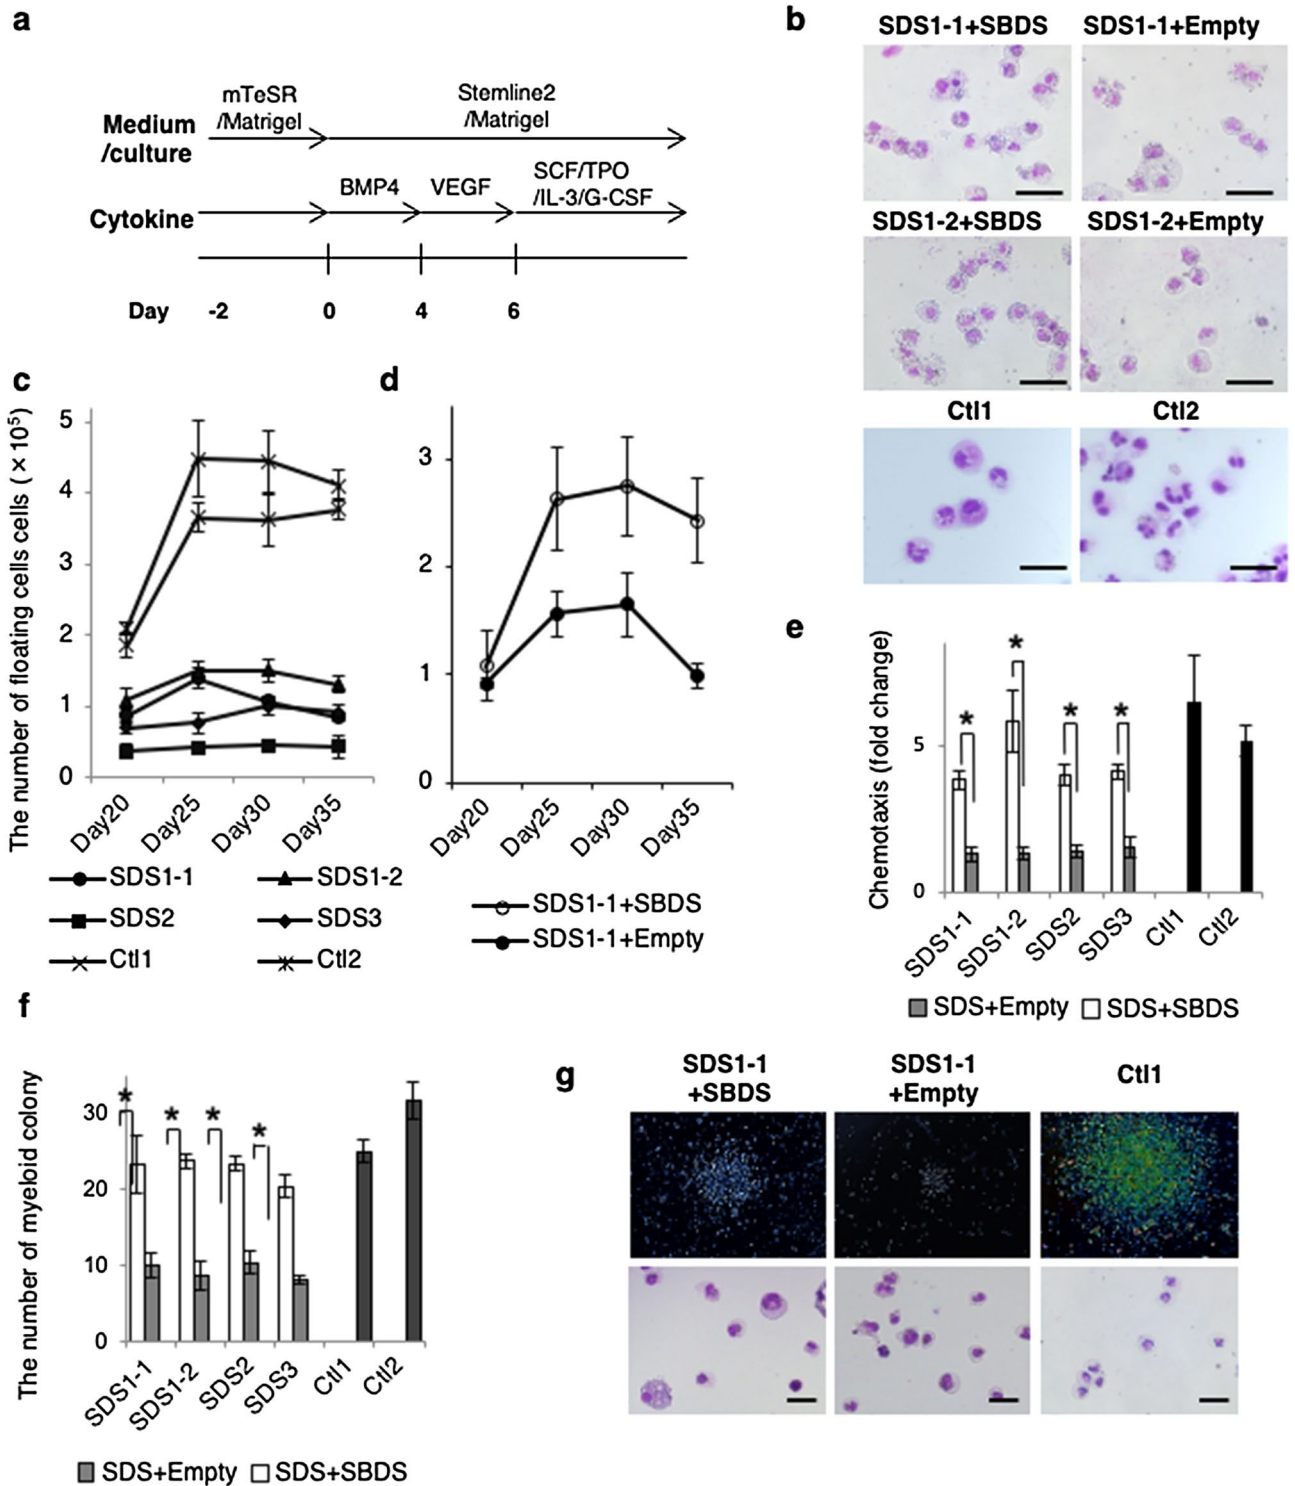 a
mTeSR
/Matrigel
Stemline2
/Matrigel
Medium
/culture
BMP4
VEGF
SCF/TPO
/IL-3/G-CSF
Cytokine
Day -2 0 4 6
b
SDS1-1+SBDS SDS1-1+Empty
SDS1-2+SBDS SDS1-2+Empty
Ctl1 Ctl2
c
The number of floating cells cells (×10⁵)
5
4
3
2
1
0
Day20 Day25 Day30 Day35
SDS1-1 SDS1-2
SDS2 SDS3
Ctl1 Ctl2
d
3
2
1
0
Day20 Day25 Day30 Day35
SDS1-1+SBDS
SDS1-1+Empty
e
Chemotaxis (fold change)
* * * *
5
0
SDS1-1 SDS1-2 SDS2 SDS3 Ctl1 Ctl2
SDS+Empty SDS+SBDS
f
The number of myeloid colony
* * * *
30
20
10
0
SDS1-1 SDS1-2 SDS2 SDS3 Ctl1 Ctl2
SDS+Empty SDS+SBDS
g
SDS1-1
+SBDS
SDS1-1
+Empty
Ctl1